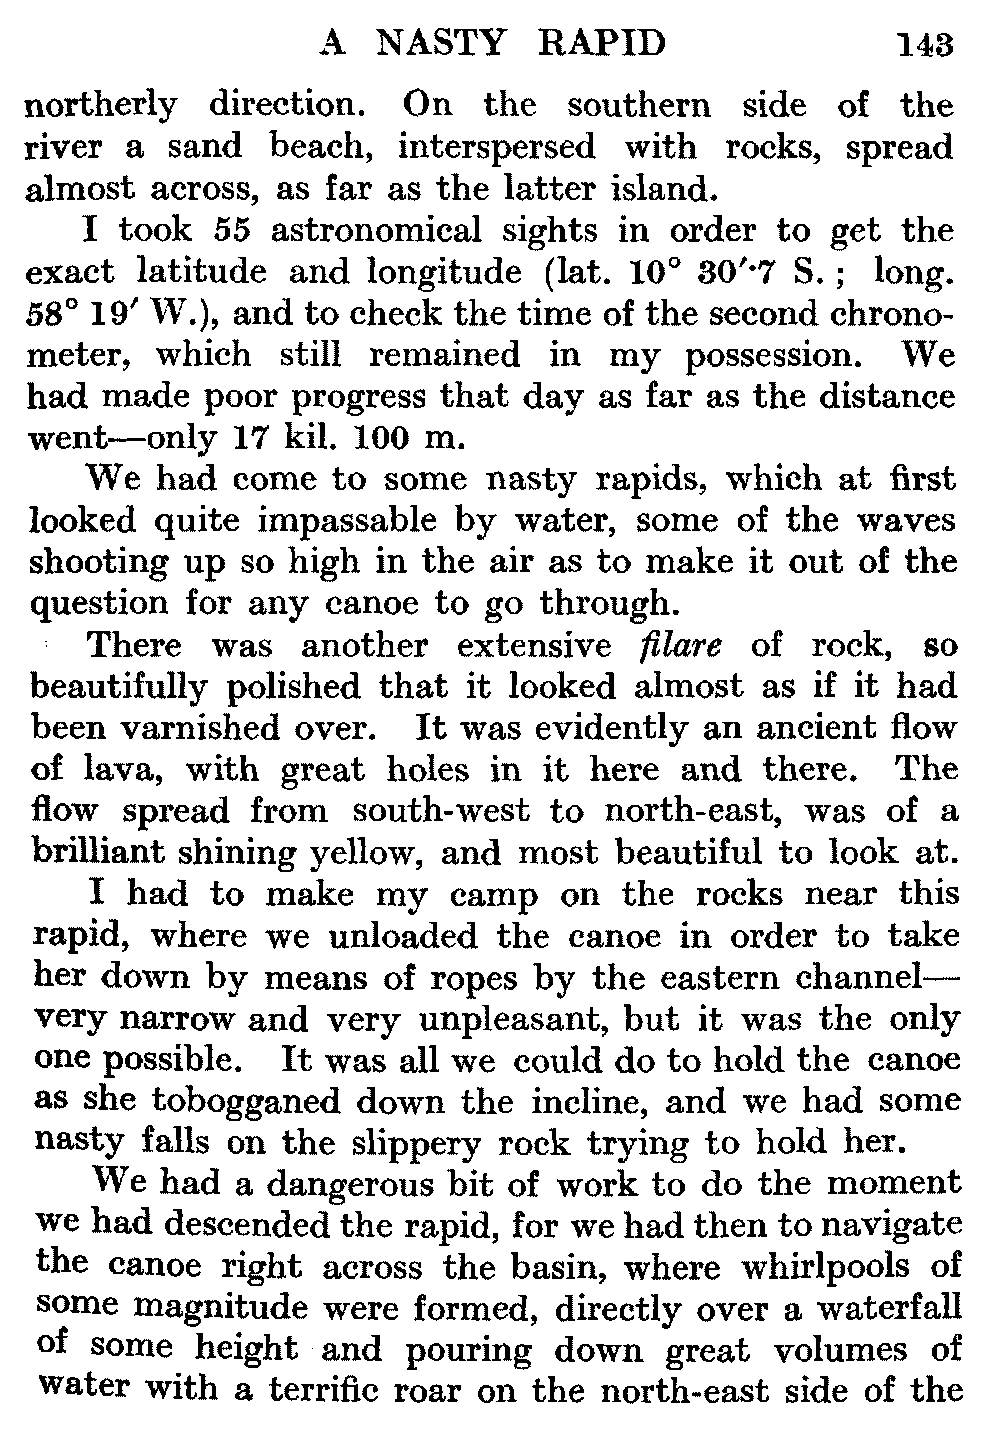 A NASTY RAPID 143
northerly direction. On the southern side of the
river a sand beach, interspersed with rocks, spread
almost across, as far as the latter island.
I took 55 astronomical sights in order to get the
exact latitude and longitude (lat. 10° 30′·7 S. ; long.
58° 19′ W.), and to check the time of the second chrono-
meter, which still remained in my possession. We
had made poor progress that day as far as the distance
went—only 17 kil. 100 m.
We had come to some nasty rapids, which at first
looked quite impassable by water, some of the waves
shooting up so high in the air as to make it out of the
question for any canoe to go through.
There was another extensive filare of rock, so
beautifully polished that it looked almost as if it had
been varnished over. It was evidently an ancient flow
of lava, with great holes in it here and there. The
flow spread from south-west to north-east, was of a
brilliant shining yellow, and most beautiful to look at.
I had to make my camp on the rocks near this
rapid, where we unloaded the canoe in order to take
her down by means of ropes by the eastern channel—
very narrow and very unpleasant, but it was the only
one possible. It was all we could do to hold the canoe
as she tobogganed down the incline, and we had some
nasty falls on the slippery rock trying to hold her.
We had a dangerous bit of work to do the moment
we had descended the rapid, for we had then to navigate
the canoe right across the basin, where whirlpools of
some magnitude were formed, directly over a waterfall
of some height and pouring down great volumes of
water with a terrific roar on the north-east side of the